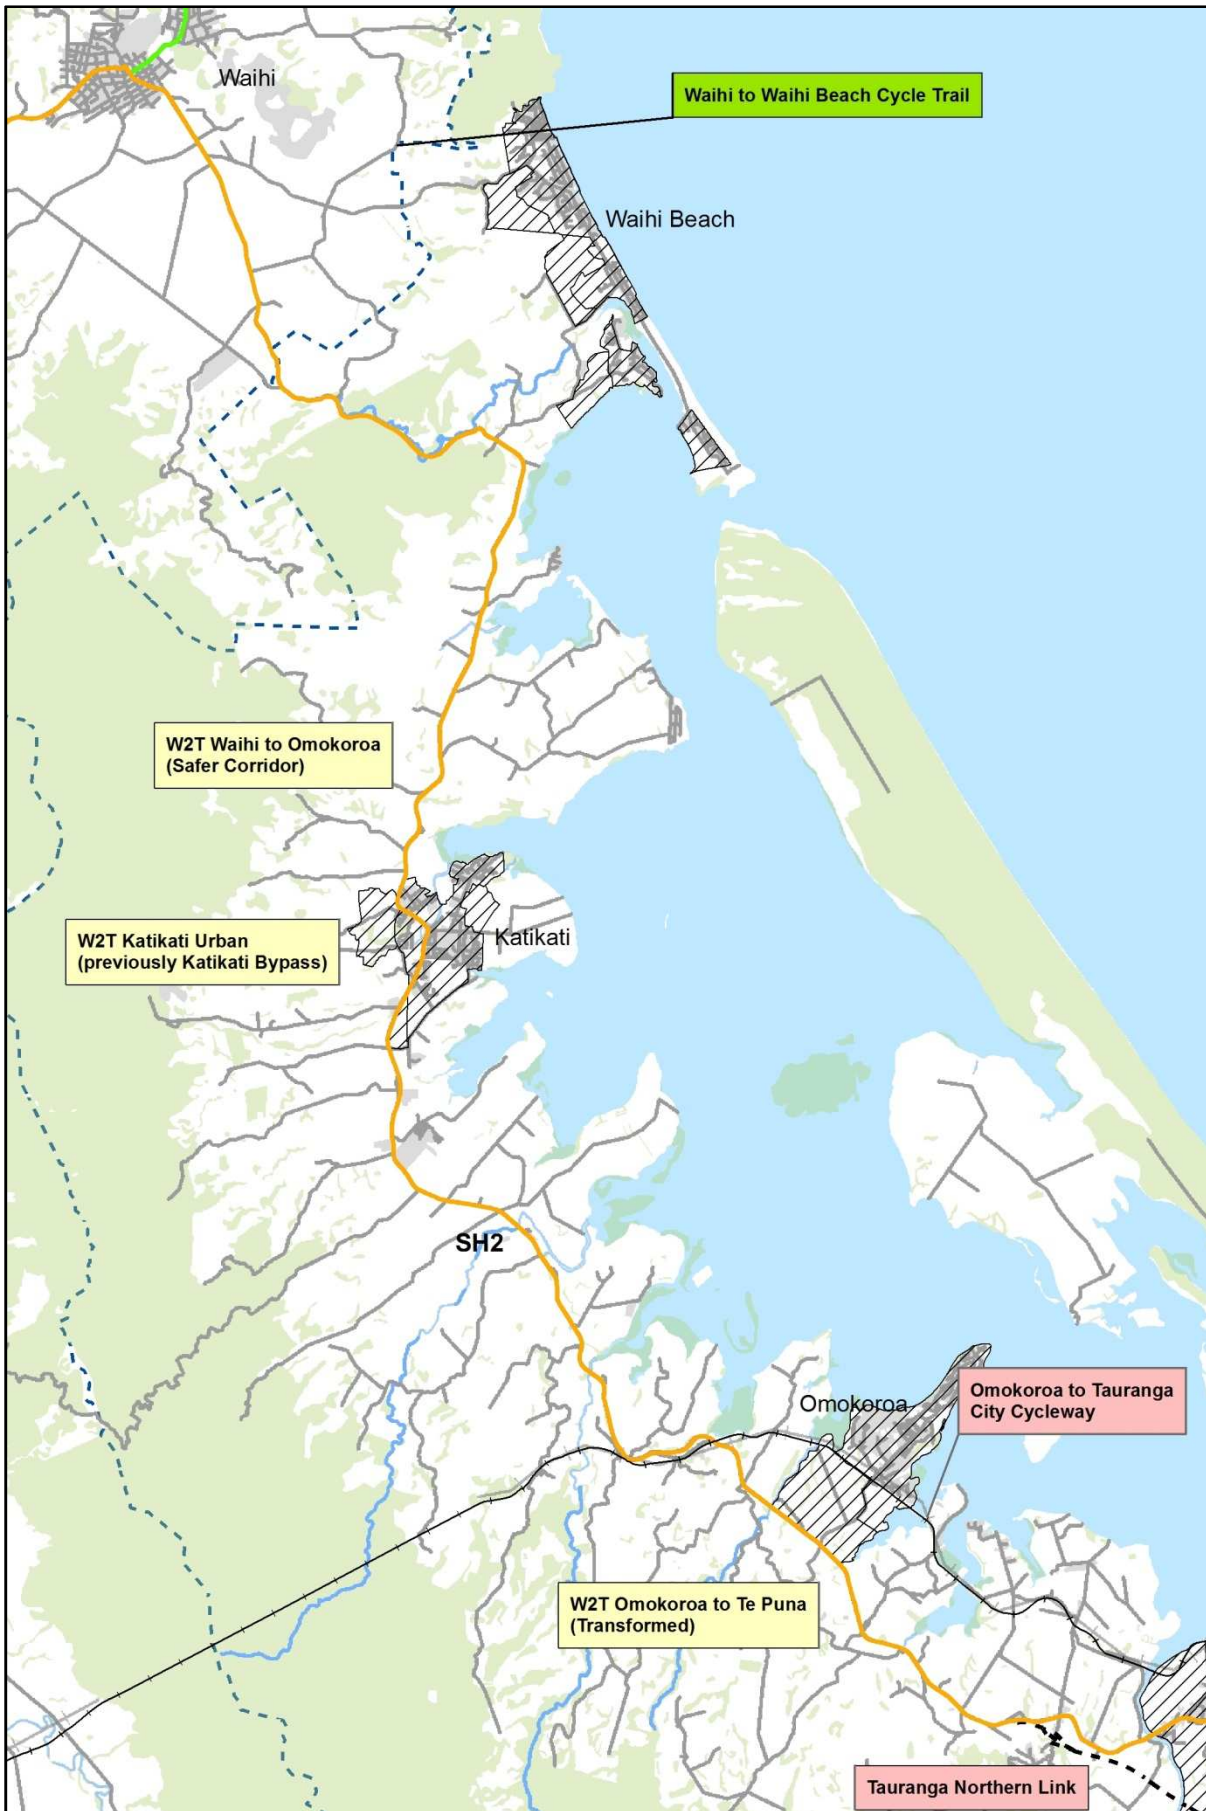 Waihi
Waihi to Waihi Beach Cycle Trail
Waihi Beach
W2T Waihi to Omokoroa
(Safer Corridor)
W2T Katikati Urban
(previously Katikati Bypass)
Katikati
SH2
Omokoroa
Omokoroa to Tauranga
City Cycleway
W2T Omokoroa to Te Puna
(Transformed)
Tauranga Northern Link